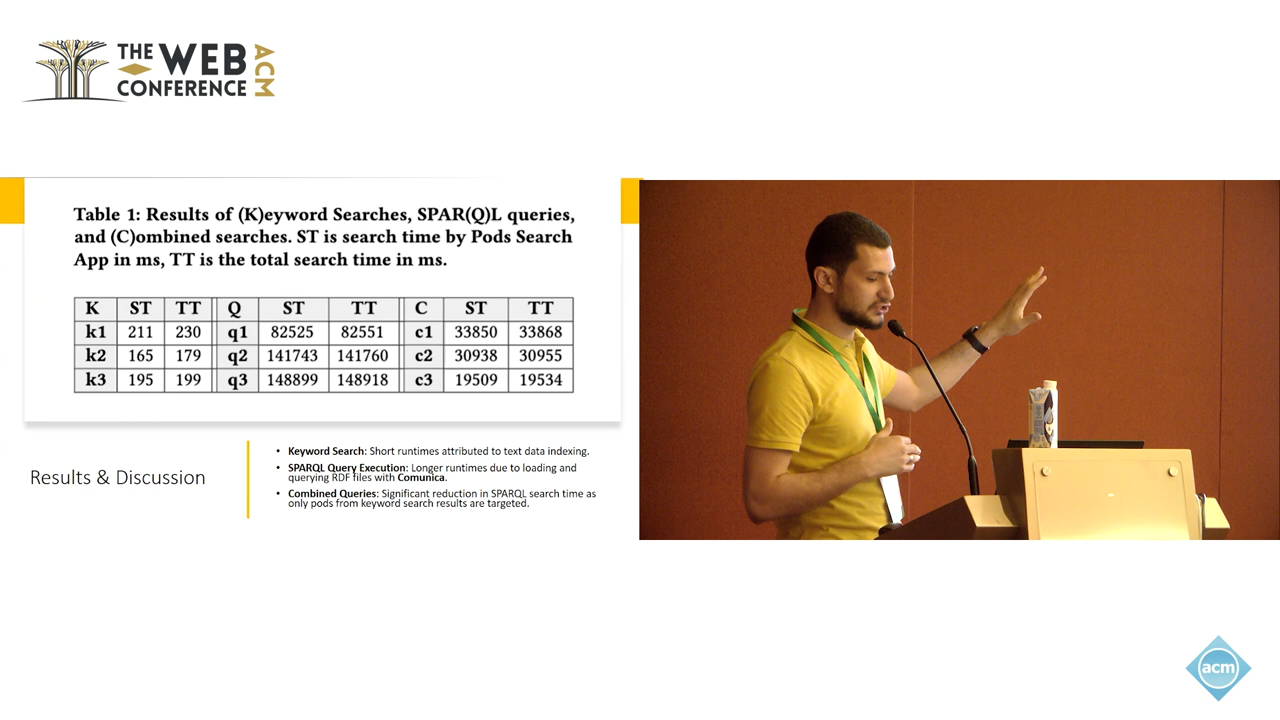 THE WEB
CONFERENCE
ACM
Table 1: Results of (K)eyword Searches, SPAR(Q)L queries,
and (C)ombined searches. ST is search time by Pods Search
App in ms, TT is the total search time in ms.
K ST TT Q ST TT C ST TT
k1 211 230 q1 82525 82551 c1 33850 33868
k2 165 179 q2 141743 141760 c2 30938 30955
k3 195 199 q3 148899 148918 c3 19509 19534
Results & Discussion
• Keyword Search: Short runtimes attributed to text data indexing.
• SPARQL Query Execution: Longer runtimes due to loading and
querying RDF files with Comunica.
• Combined Queries: Significant reduction in SPARQL search time as
only pods from keyword search results are targeted.
acm